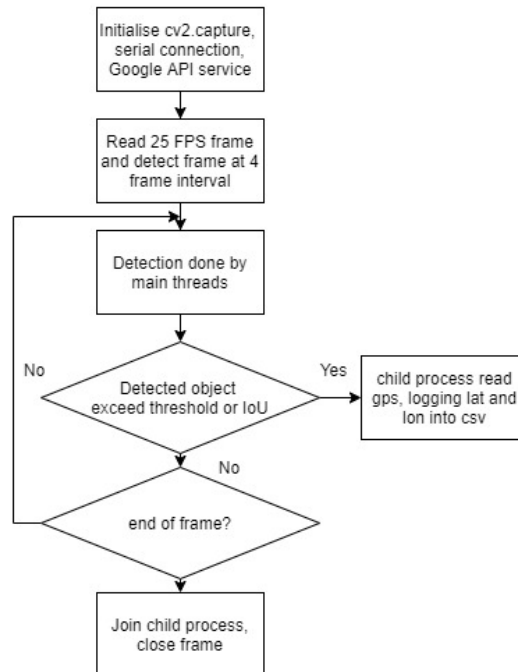 Initialise cv2.capture,
serial connection,
Google API service
Read 25 FPS frame
and detect frame at 4
frame interval
Detection done by
main threads
No
Yes
Detected object
exceed threshold or IoU
child process read
gps, logging lat and
lon into csv
No
end of frame?
Join child process,
close frame